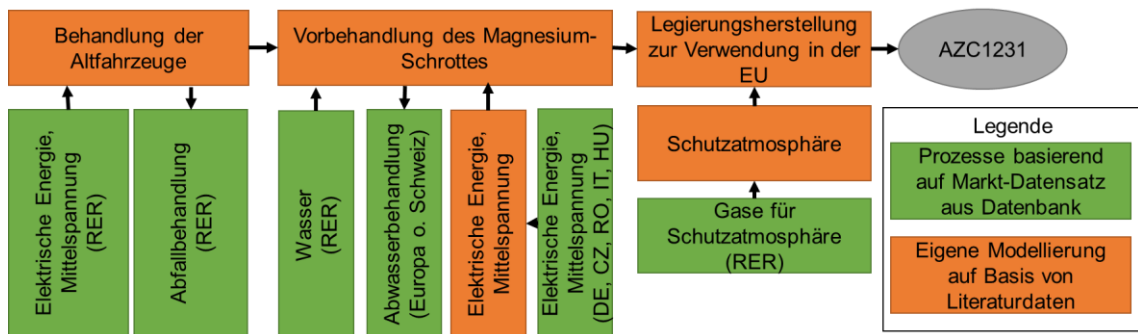 Behandlung der
Altfahrzeuge
Vorbehandlung des Magnesium-
Schrottes
Legierungsherstellung
zur Verwendung in der
EU
AZC1231
Elektrische Energie,
Mittelspannung
(RER)
Abfallbehandlung
(RER)
Wasser
(RER)
Abwasserbehandlung
(Europa o. Schweiz)
Elektrische Energie,
Mittelspannung
Elektrische Energie,
Mittelspannung
(DE, CZ, RO, IT, HU)
Schutzatmosphäre
Gase für
Schutzatmosphäre
(RER)
Legende
Prozesse basierend
auf Markt-Datensatz
aus Datenbank
Eigene Modellierung
auf Basis von
Literaturdaten